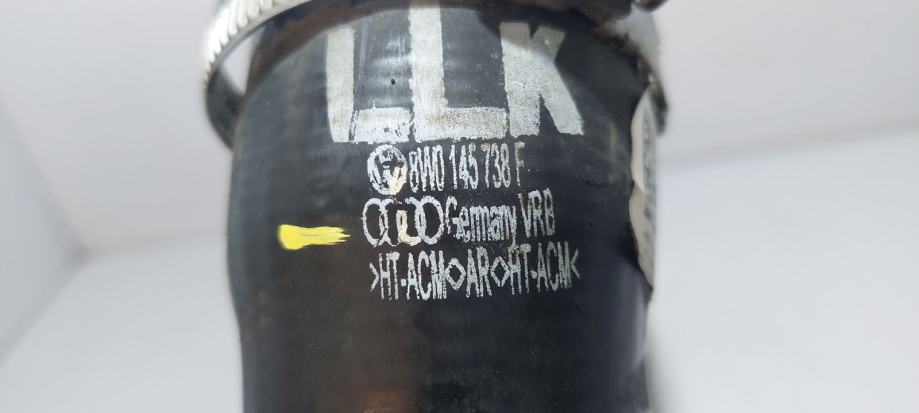 LLK
8W0 145 738 F
Germany VRB
>HT-ACM<>AR<>HT-ACM<